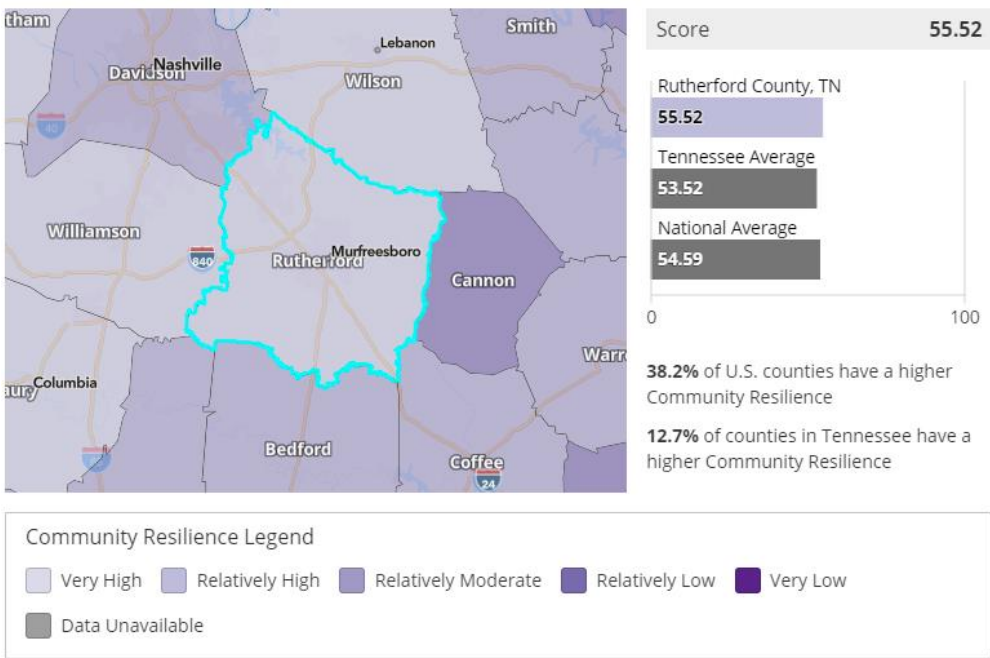 tham
Smith
Lebanon
Nashville
Davidson
Wilson
40
Williamson
840
Murfreesboro
Rutherford
Cannon
Warr
Columbia
aury
Bedford
Coffee
24
Score 55.52
Rutherford County, TN
55.52
Tennessee Average
53.52
National Average
54.59
0 100
38.2% of U.S. counties have a higher
Community Resilience
12.7% of counties in Tennessee have a
higher Community Resilience
Community Resilience Legend
Very High Relatively High Relatively Moderate Relatively Low Very Low
Data Unavailable